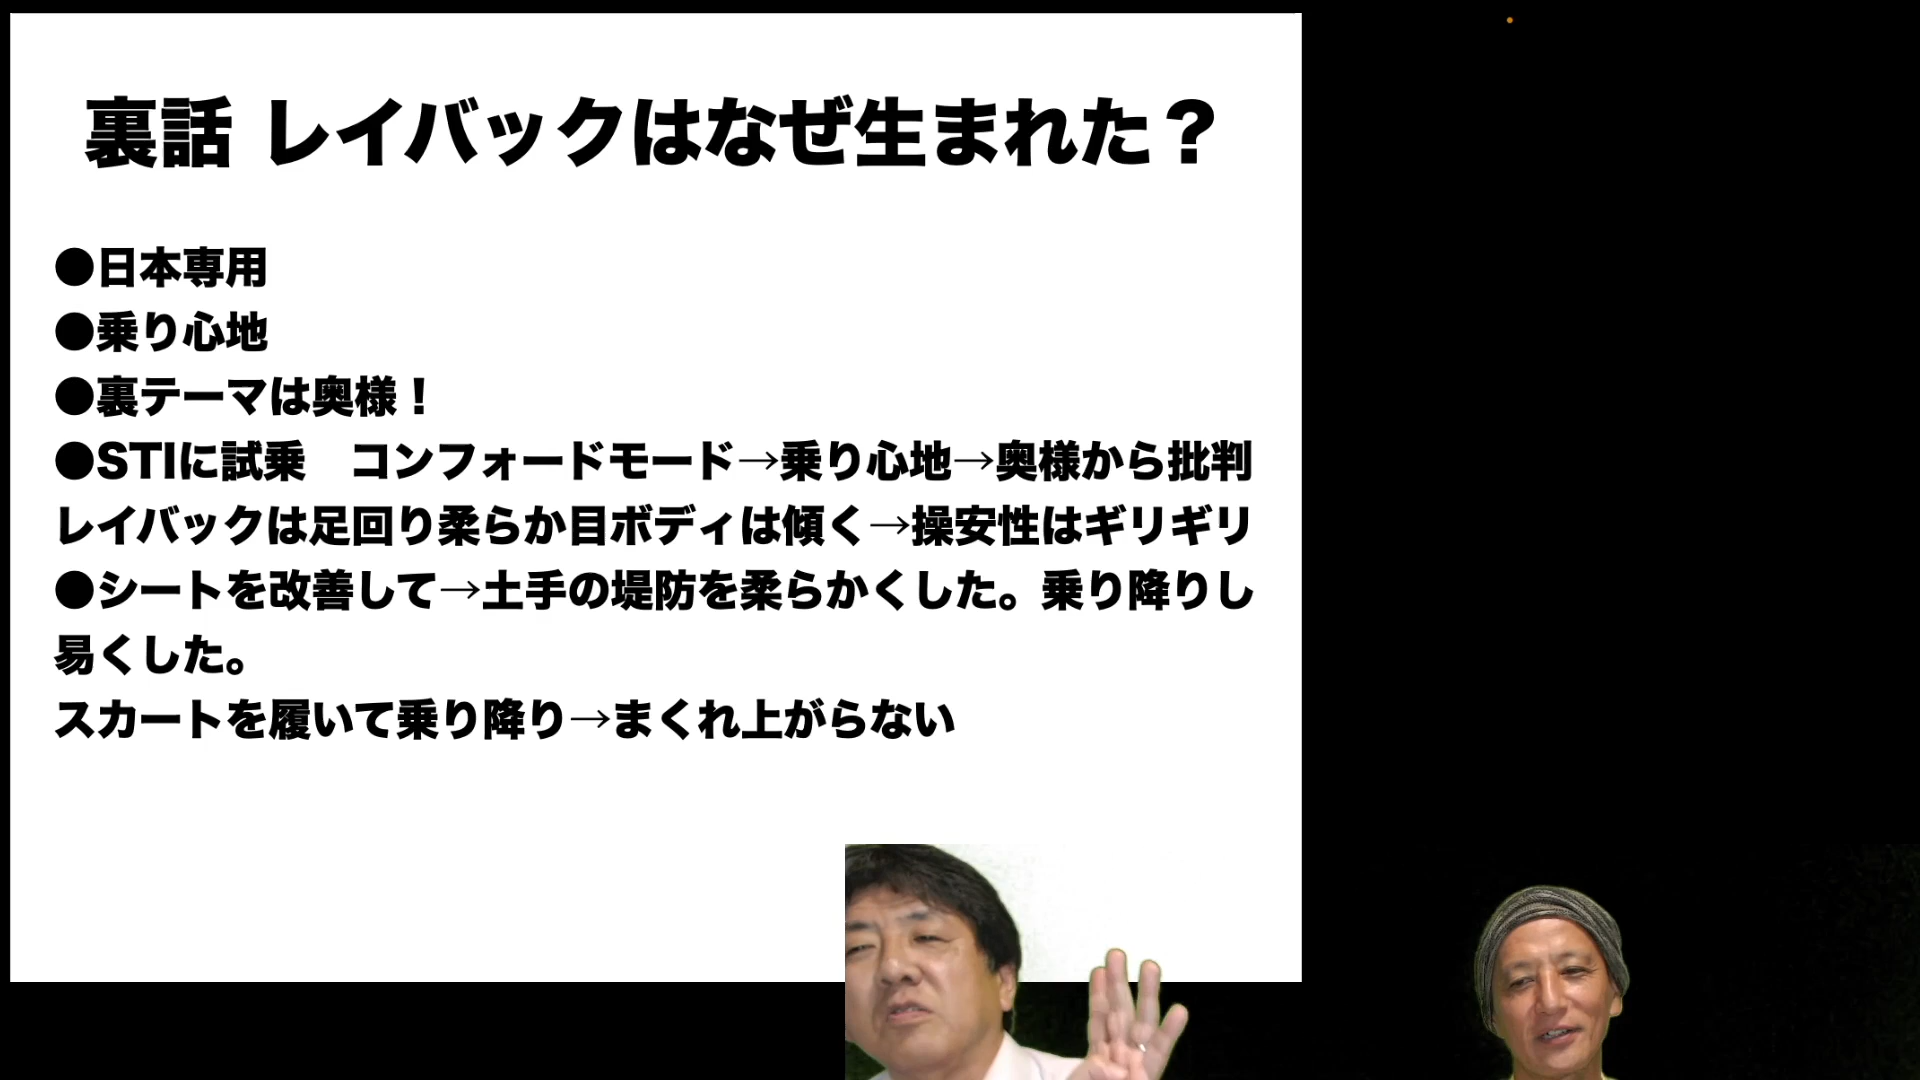 裏話 レイバックはなぜ生まれた？
●日本専用
●乗り心地
●裏テーマは奥様！
●STIに試乗　コンフォードモード→乗り心地→奥様から批判
レイバックは足回り柔らか目ボディは傾く→操安性はギリギリ
●シートを改善して→土手の堤防を柔らかくした。乗り降りし
易くした。
スカートを履いて乗り降り→まくれ上がらない